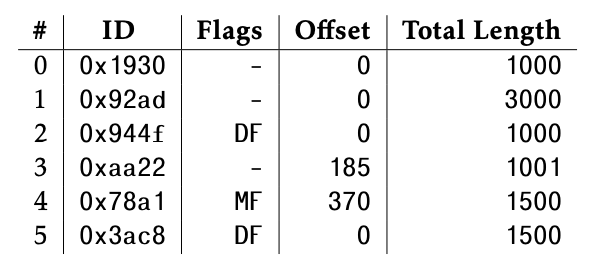 # ID Flags Offset Total Length
0 0x1930 – 0 1000
1 0x92ad – 0 3000
2 0x944f DF 0 1000
3 0xaa22 – 185 1001
4 0x78a1 MF 370 1500
5 0x3ac8 DF 0 1500